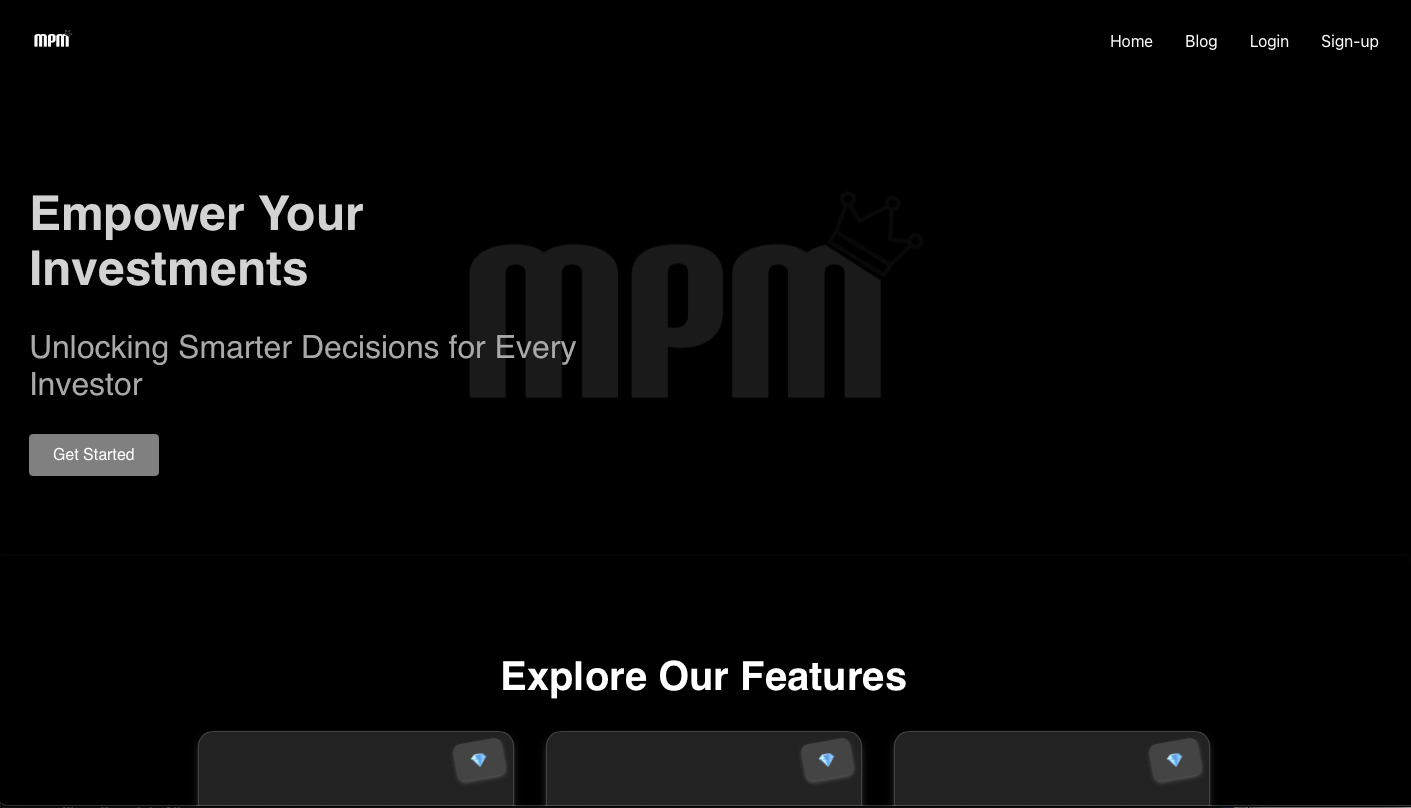 mpm
Home Blog Login Sign-up
Empower Your
Investments
mpm
Unlocking Smarter Decisions for Every
Investor
Get Started
Explore Our Features